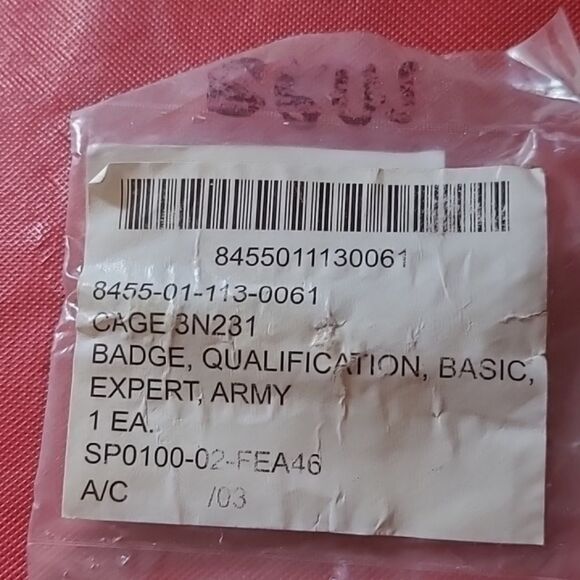 8455011130061
8455-01-113-0061
CAGE 3N231
BADGE, QUALIFICATION, BASIC,
EXPERT, ARMY
1 EA.
SP0100-02-FEA46
A/C /03